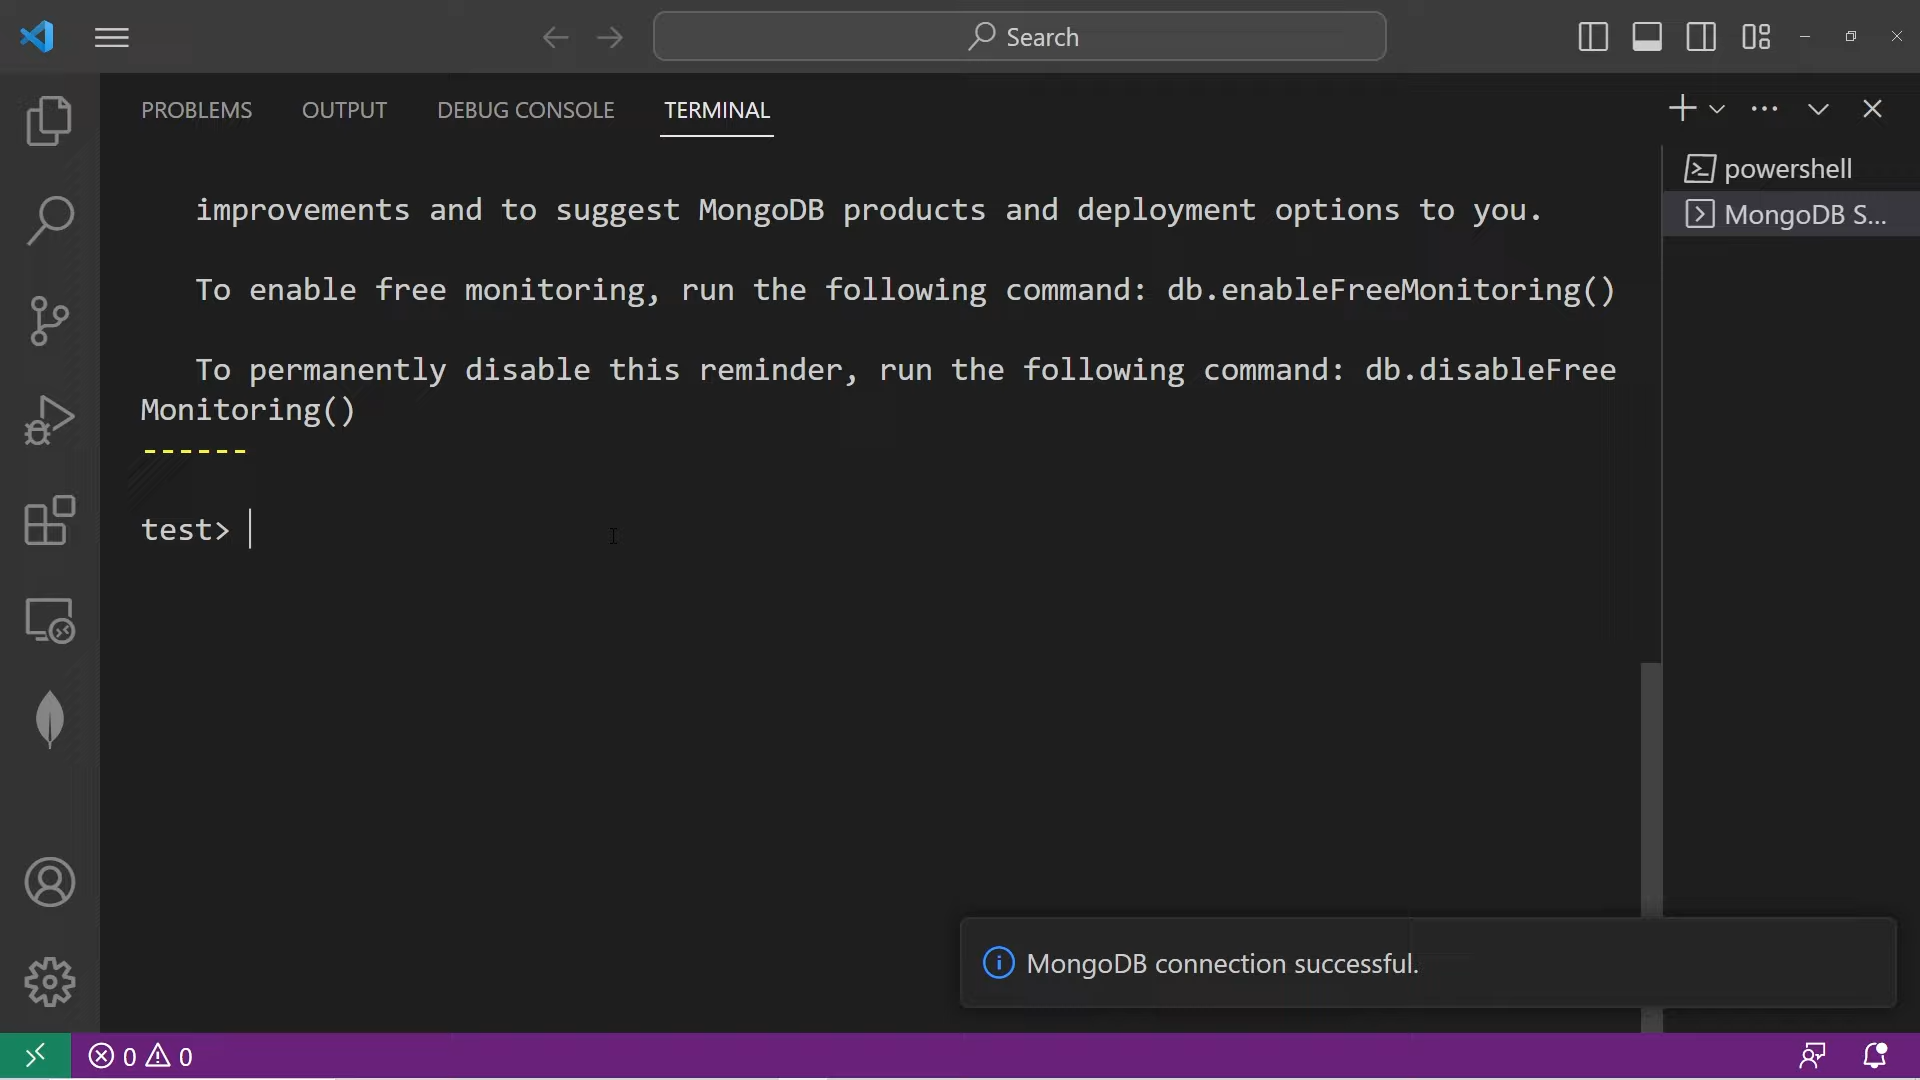 Search
PROBLEMS OUTPUT DEBUG CONSOLE TERMINAL
powershell
MongoDB S...
improvements and to suggest MongoDB products and deployment options to you.
To enable free monitoring, run the following command: db.enableFreeMonitoring()
To permanently disable this reminder, run the following command: db.disableFree
Monitoring()
------
test>
MongoDB connection successful.
0 0